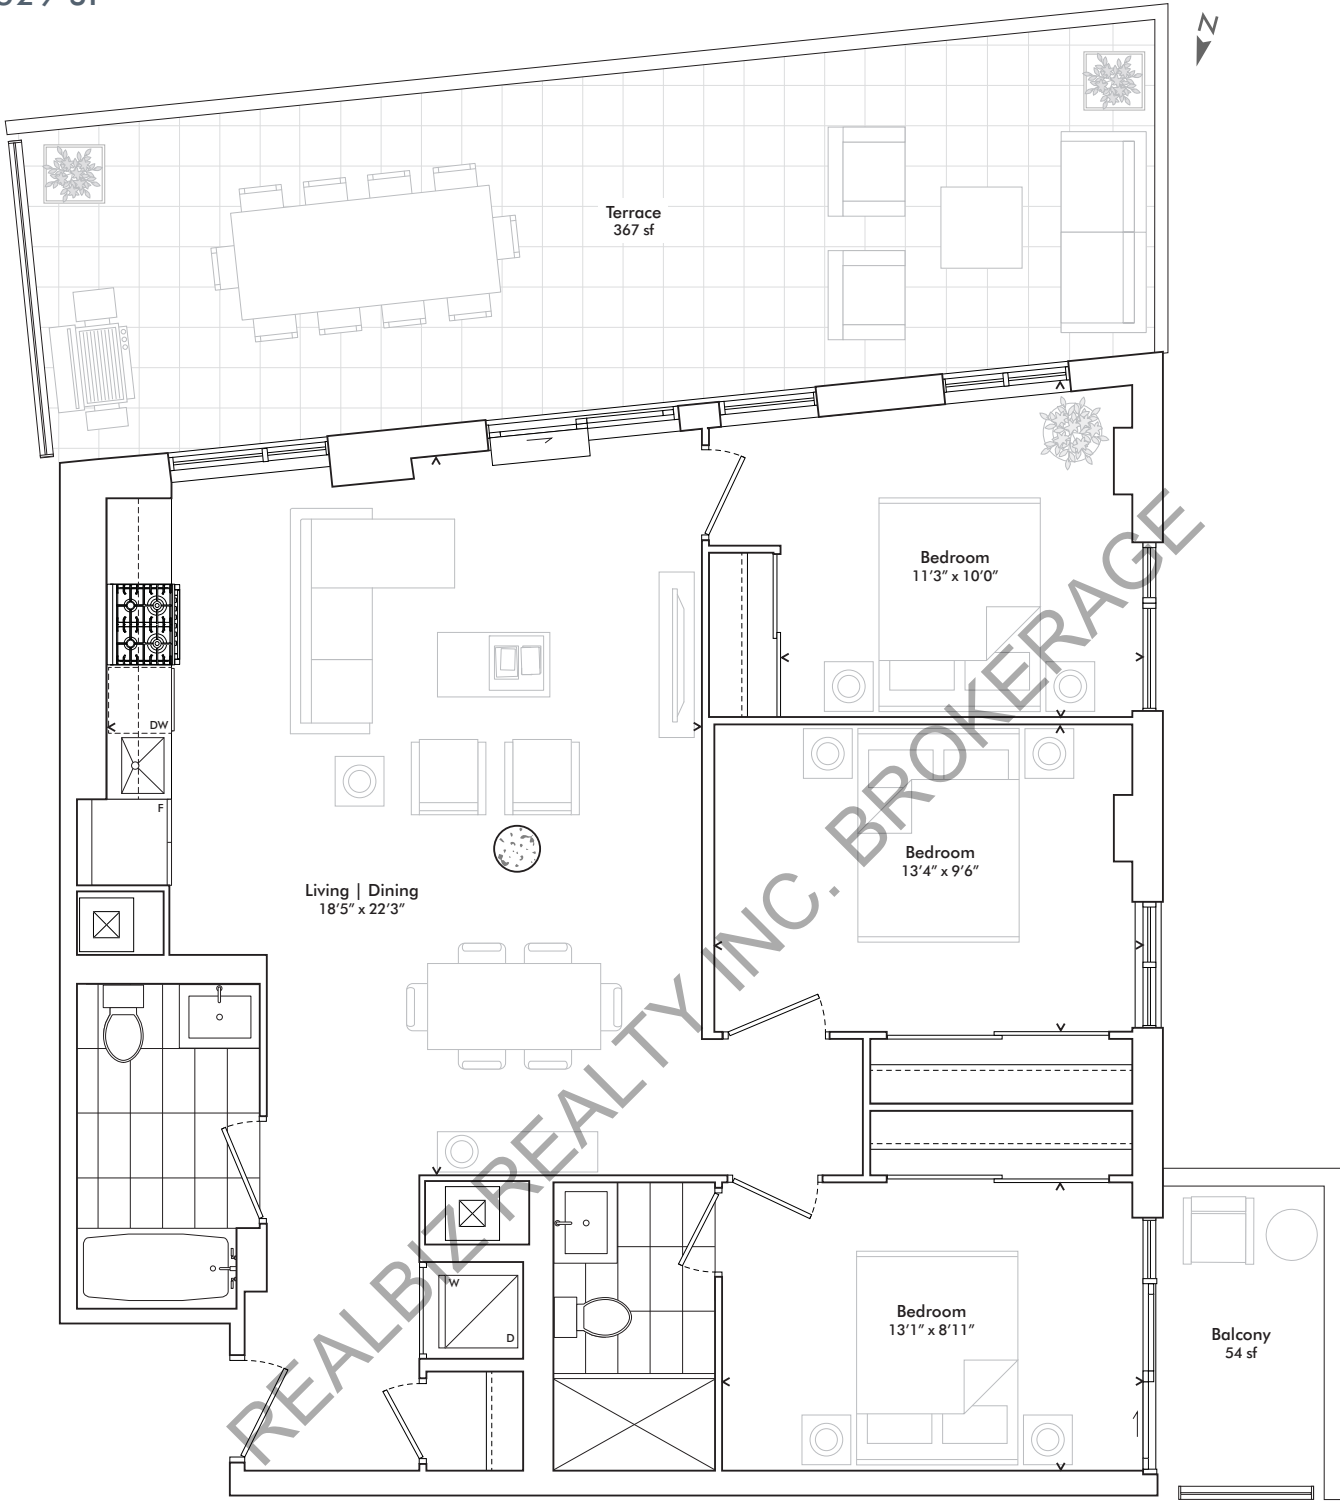 N
Terrace
367 sf
Bedroom
11'3" x 10'0"
DW
F
Bedroom
13'4" x 9'6"
Living | Dining
18'5" x 22'3"
W
D
Bedroom
13'1" x 8'11"
Balcony
54 sf
REALBIZ REALTY INC. BROKERAGE